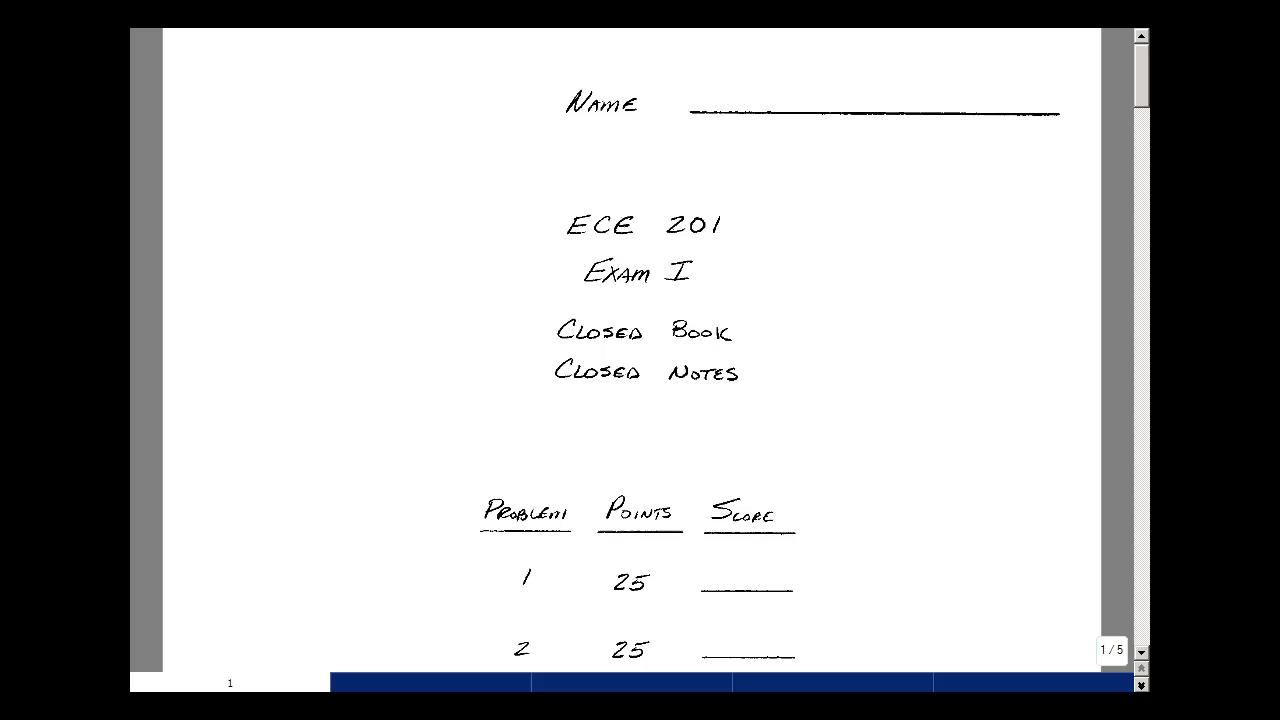 NAME
ECE 201
EXAM I
CLOSED BOOK
CLOSED NOTES
PROBLEM POINTS SCORE
1 25
2 25
1 / 5
1